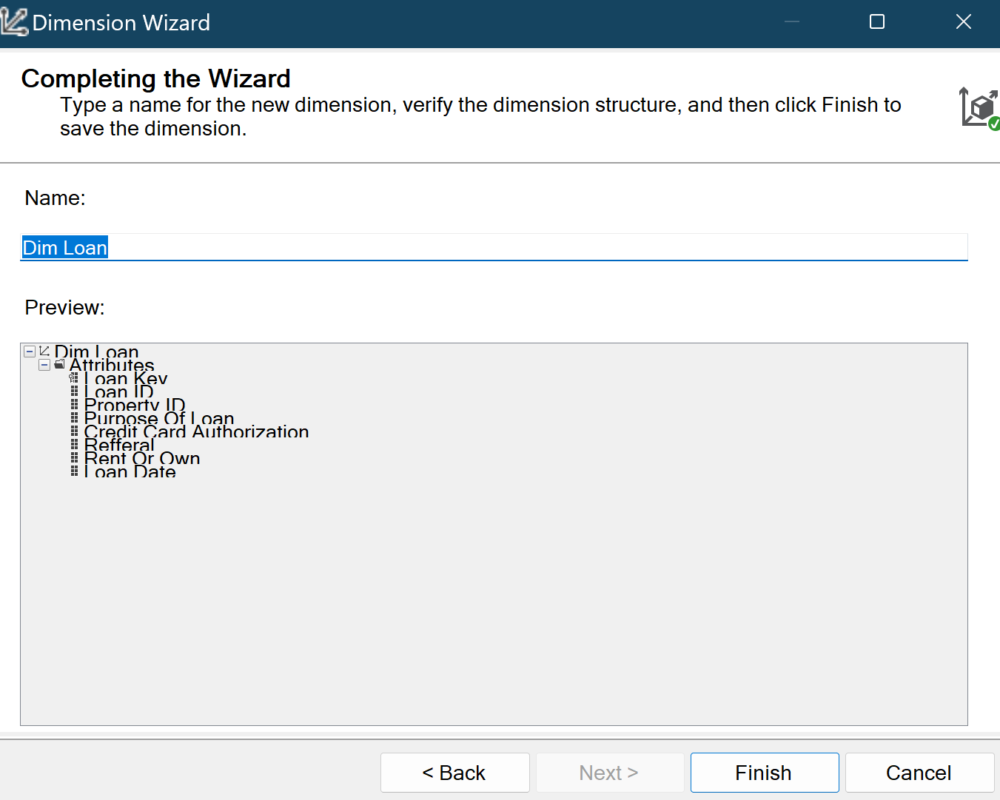 Dimension Wizard
Completing the Wizard
Type a name for the new dimension, verify the dimension structure, and then click Finish to
save the dimension.
Name:
Dim Loan
Preview:
Dim Loan
Attributes
Loan Key
Loan ID
Property ID
Purpose Of Loan
Credit Card Authorization
Refferal
Rent Or Own
Loan Date
< Back
Next >
Finish
Cancel